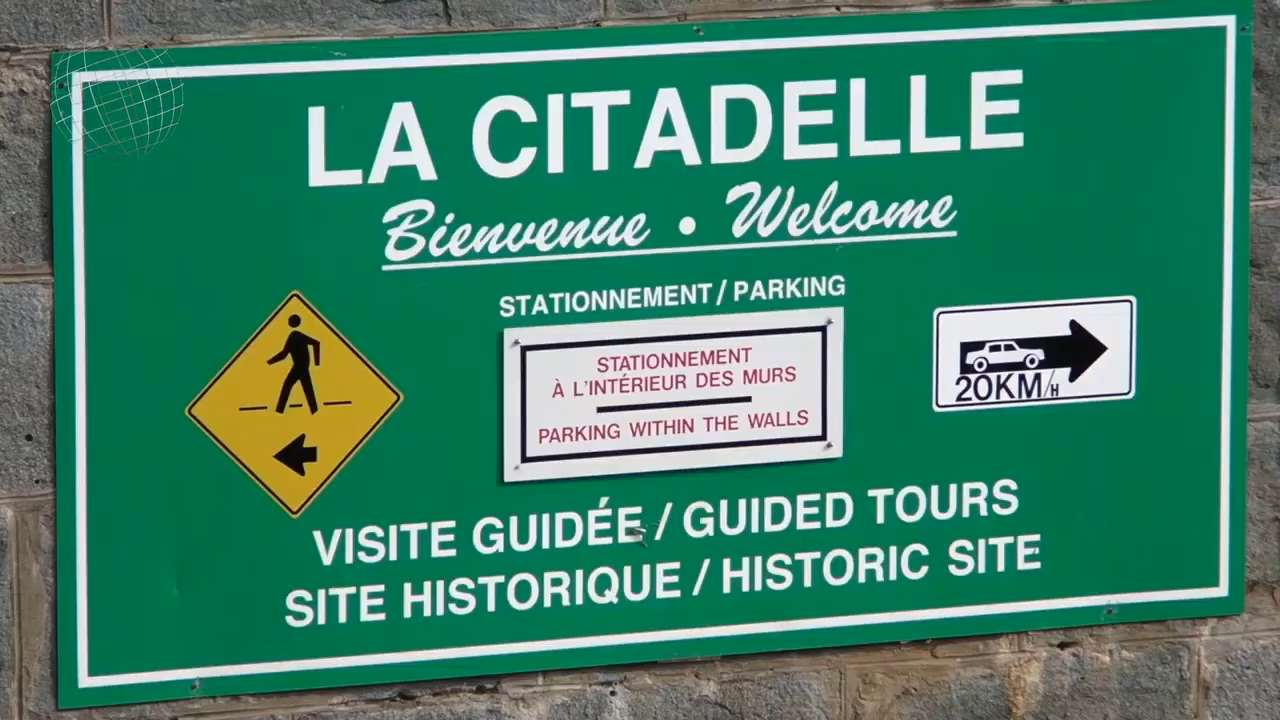 LA CITADELLE
Bienvenue • Welcome
STATIONNEMENT / PARKING
STATIONNEMENT
À L'INTÉRIEUR DES MURS
PARKING WITHIN THE WALLS
20KM/H
VISITE GUIDÉE / GUIDED TOURS
SITE HISTORIQUE / HISTORIC SITE